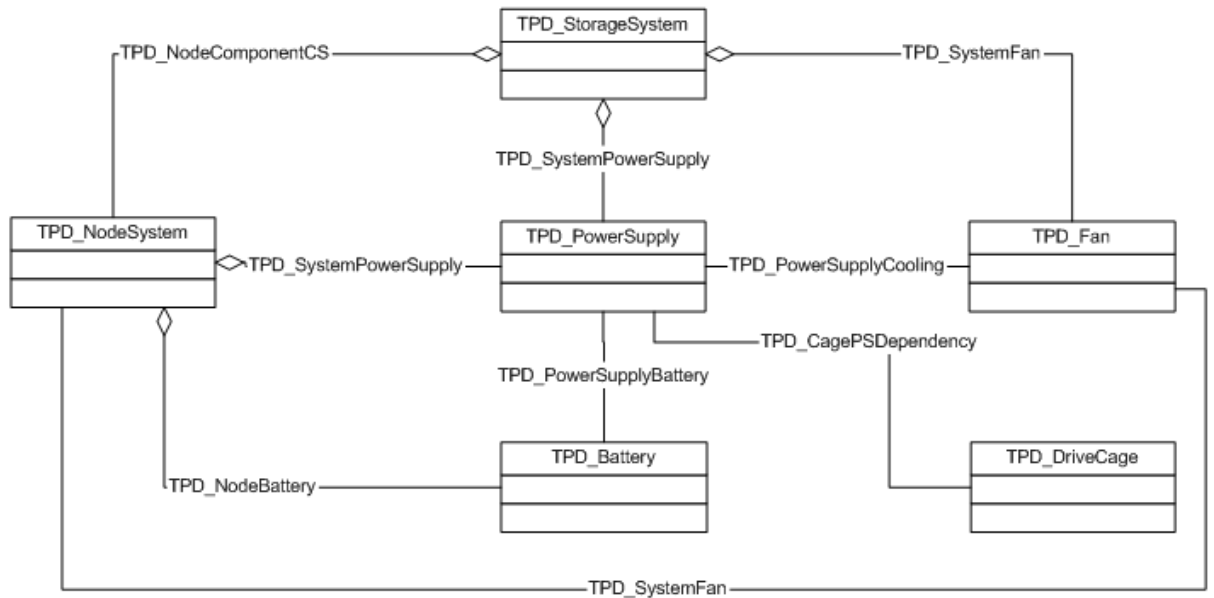 TPD_StorageSystem
TPD_NodeComponentCS
TPD_SystemFan
TPD_SystemPowerSupply
TPD_NodeSystem
TPD_PowerSupply
TPD_Fan
TPD_SystemPowerSupply
TPD_PowerSupplyCooling
TPD_CagePSDependency
TPD_PowerSupplyBattery
TPD_Battery
TPD_DriveCage
TPD_NodeBattery
TPD_SystemFan